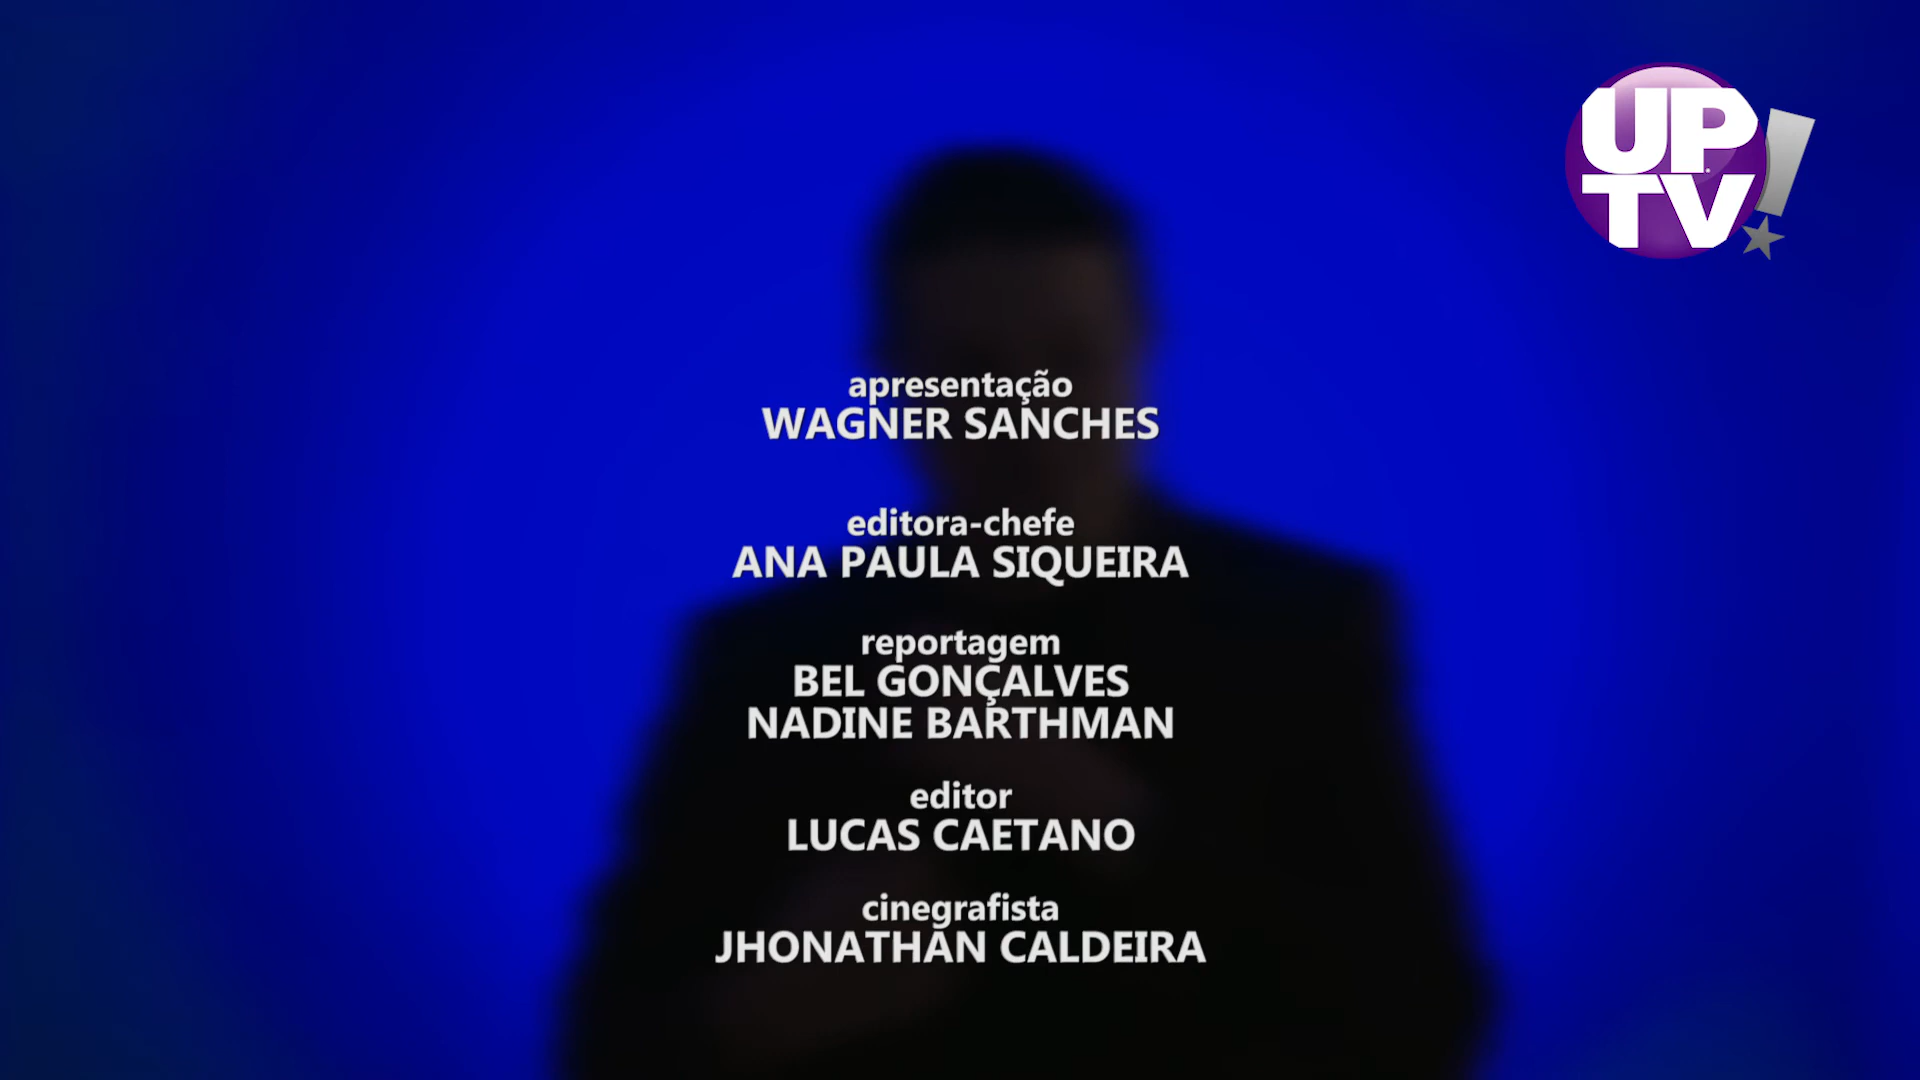 UP
TV!
apresentação
WAGNER SANCHES
editora-chefe
ANA PAULA SIQUEIRA
reportagem
BEL GONÇALVES
NADINE BARTHMAN
editor
LUCAS CAETANO
cinegrafista
JHONATHAN CALDEIRA